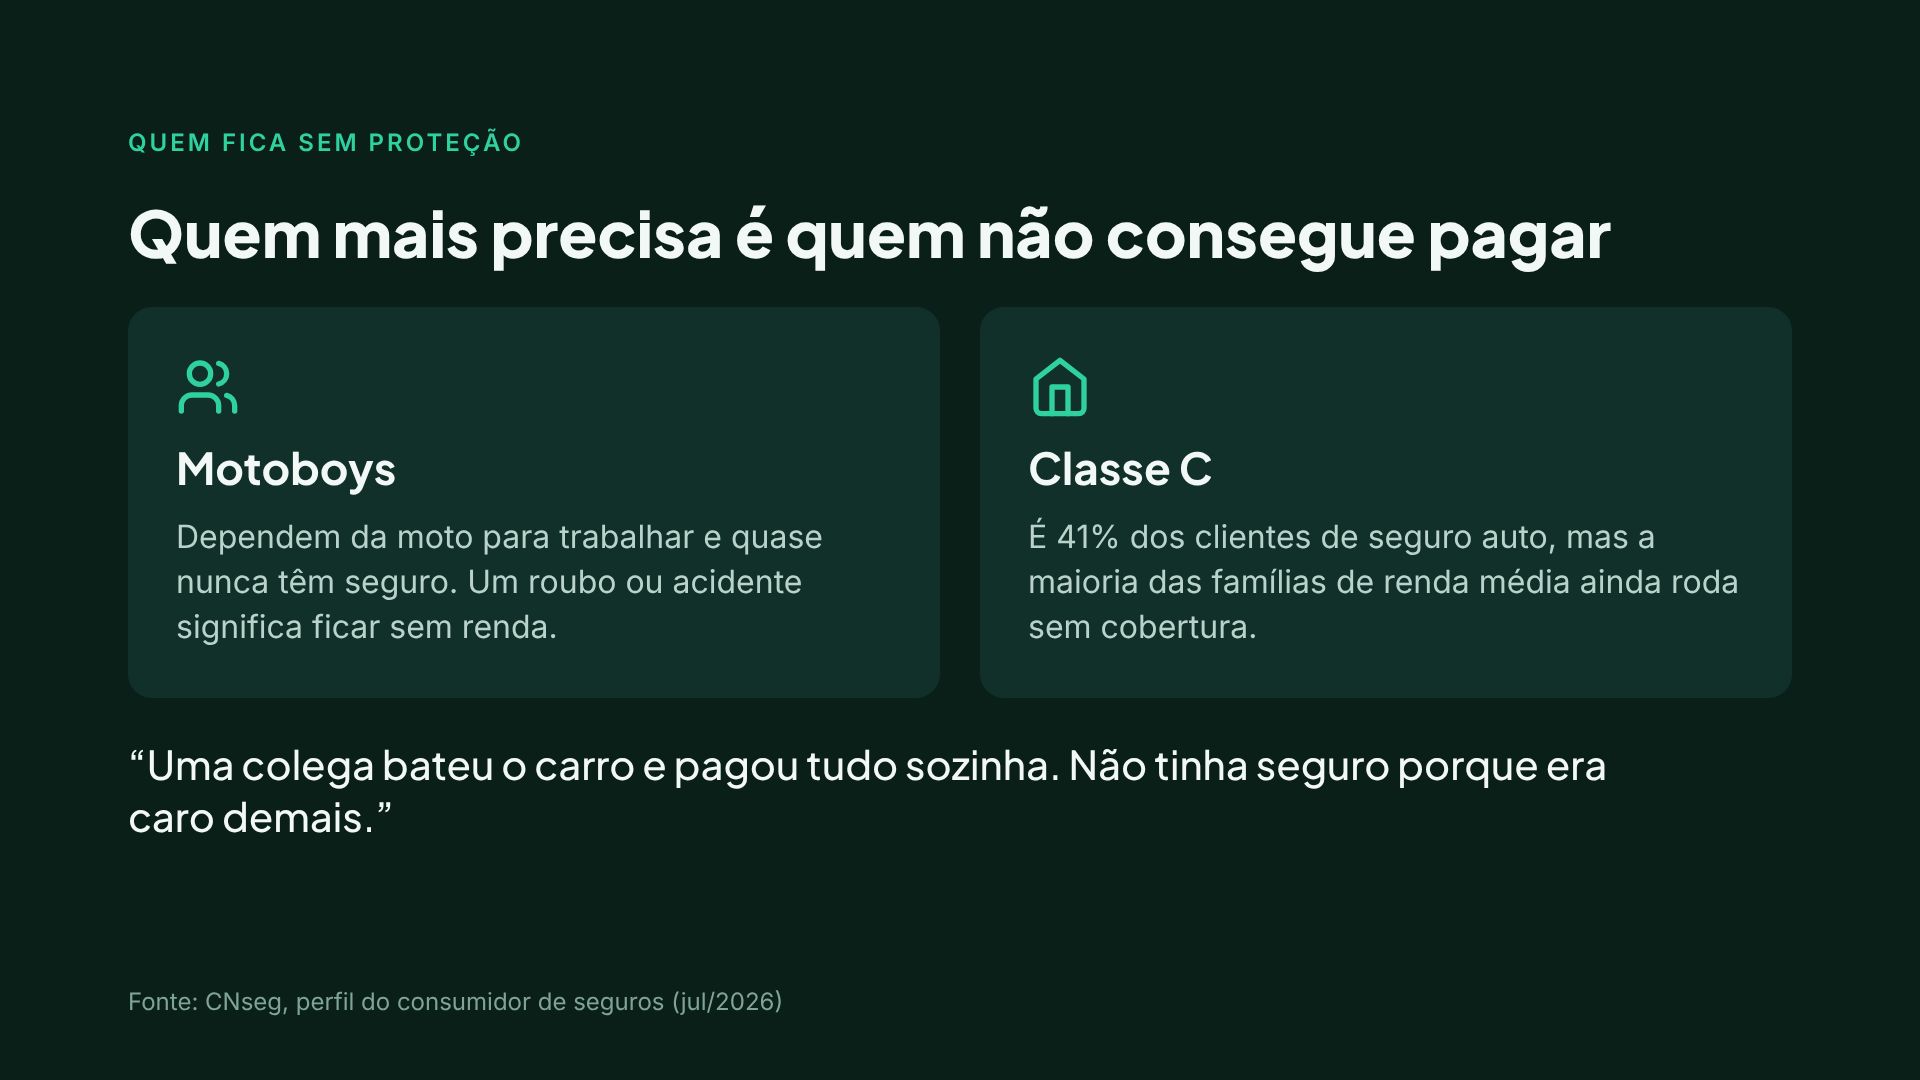 QUEM FICA SEM PROTEÇÃO
Quem mais precisa é quem não consegue pagar
Motoboys
Dependem da moto para trabalhar e quase
nunca têm seguro. Um roubo ou acidente
significa ficar sem renda.
Classe C
É 41% dos clientes de seguro auto, mas a
maioria das famílias de renda média ainda roda
sem cobertura.
“Uma colega bateu o carro e pagou tudo sozinha. Não tinha seguro porque era
caro demais.”
Fonte: CNseg, perfil do consumidor de seguros (jul/2026)